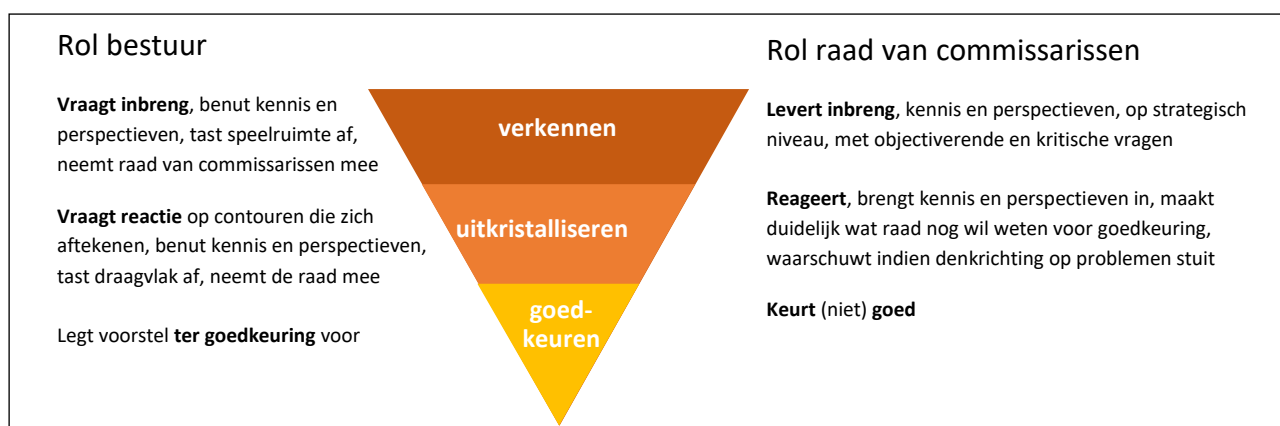 Rol bestuur
Vraagt inbreng, benut kennis en
perspectieven, tast speelruimte af,
neemt raad van commissarissen mee
Vraagt reactie op contouren die zich
aftekenen, benut kennis en perspectieven,
tast draagvlak af, neemt de raad mee
Legt voorstel ter goedkeuring voor
verkennen
uitkristalliseren
goed-
keuren
Rol raad van commissarissen
Levert inbreng, kennis en perspectieven, op strategisch
niveau, met objectiverende en kritische vragen
Reageert, brengt kennis en perspectieven in, maakt
duidelijk wat raad nog wil weten voor goedkeuring,
waarschuwt indien denkrichting op problemen stuit
Keurt (niet) goed